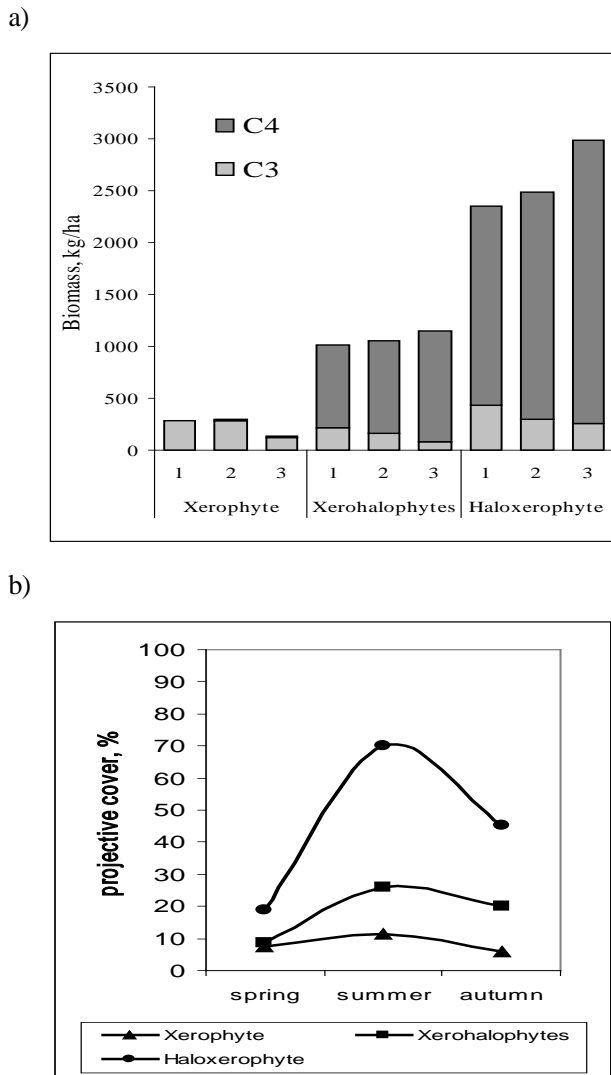 a)
3500
3000
2500
2000
1500
1000
500
0
Biomass, kg/ha
C4
C3
1 2 3 1 2 3 1 2 3
Xerophyte Xerohalophytes Haloxerophyte
b)
100
90
80
70
60
50
40
30
20
10
0
projective cover, %
spring summer autumn
Xerophyte Xerohalophytes
Haloxerophyte